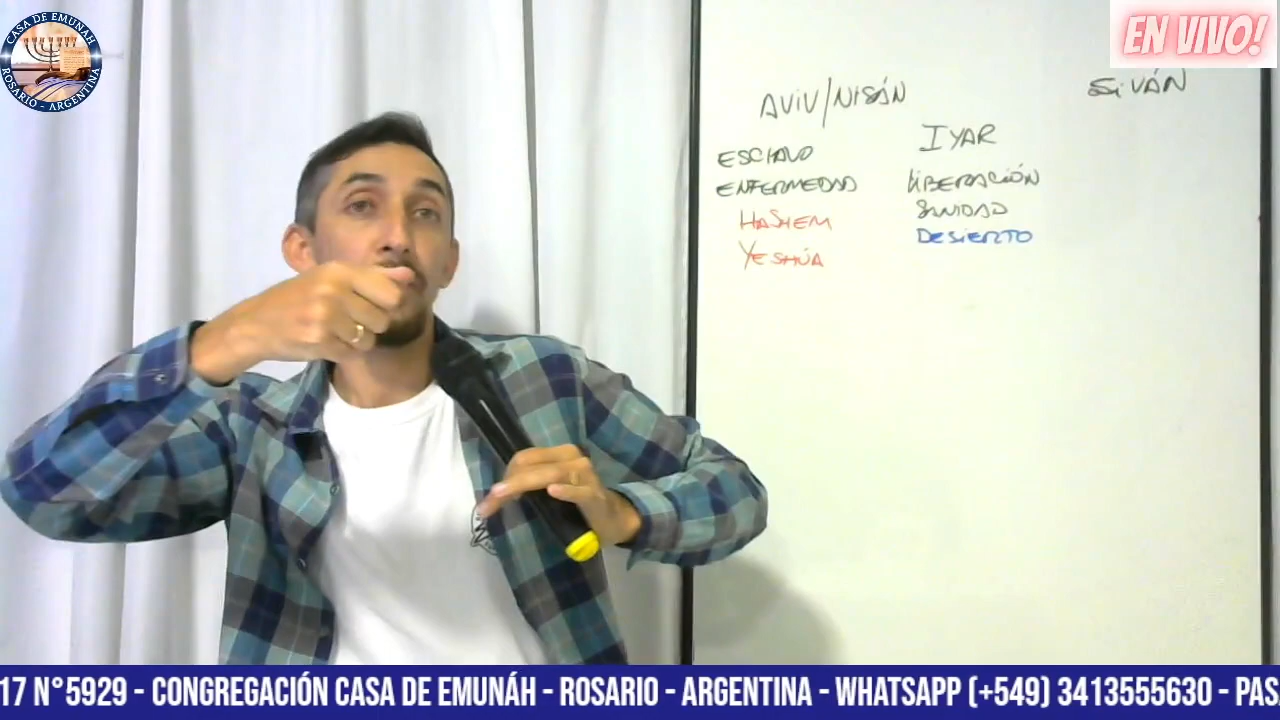 CASA DE EMUNAH
ROSARIO - ARGENTINA
EN VIVO!
AVIV/NISÁN
SiVÁN
IYAR
ESCLAVO
ENFERMEDAD
LIBERACIÓN
HASHEM
SANIDAD
YESHÚA
DESIERTO
17 N°5929 - CONGREGACIÓN CASA DE EMUNÁH - ROSARIO - ARGENTINA - WHATSAPP (+549) 3413555630 - PAS